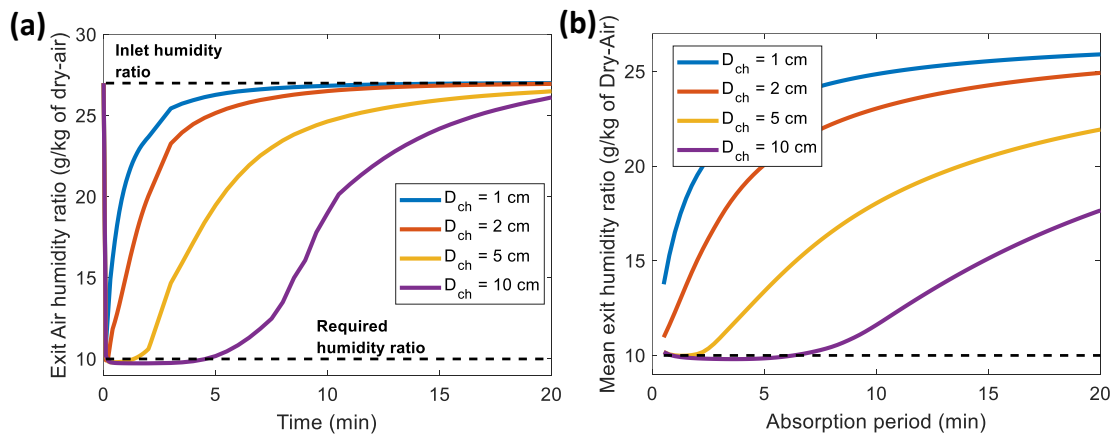 (a)
Exit Air humidity ratio (g/kg of dry-air)
30
25
20
15
10
Inlet humidity
ratio
D_ch = 1 cm
D_ch = 2 cm
D_ch = 5 cm
D_ch = 10 cm
Required
humidity ratio
0 5 10 15 20
Time (min)
(b)
Mean exit humidity ratio (g/kg of Dry-Air)
25
20
15
10
D_ch = 1 cm
D_ch = 2 cm
D_ch = 5 cm
D_ch = 10 cm
0 5 10 15 20
Absorption period (min)